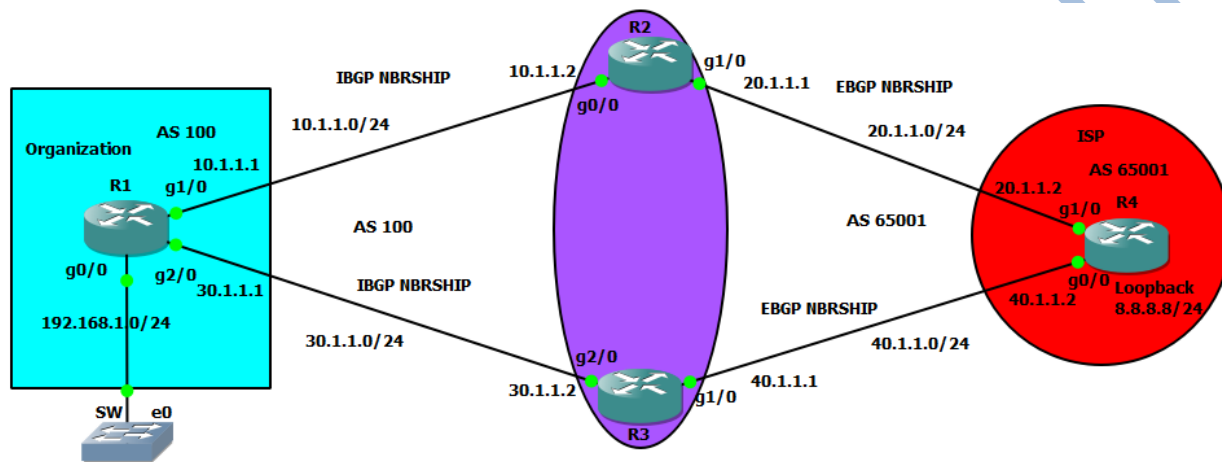 R2
g1/0
IBGP NBRSHIP
10.1.1.2
20.1.1.1
EBGP NBRSHIP
g0/0
AS 100
10.1.1.0/24
20.1.1.0/24
Organization
ISP
10.1.1.1
AS 65001
R1
g1/0
20.1.1.2
R4
g1/0
AS 100
AS 65001
g0/0
g2/0
30.1.1.1
IBGP NBRSHIP
g0/0
Loopback
40.1.1.2
8.8.8.8/24
EBGP NBRSHIP
192.168.1.0/24
30.1.1.0/24
40.1.1.0/24
g2/0
30.1.1.2
40.1.1.1
g1/0
SW
e0
R3